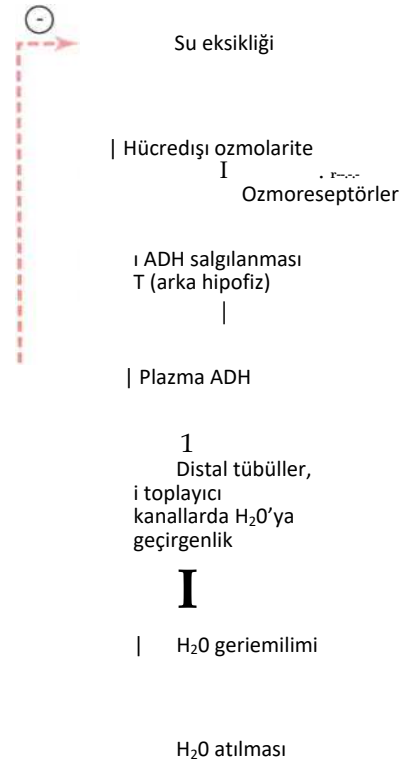 Su eksikliği
| Hücredışı ozmolarite
I . r--.-.-
Ozmoreseptörler
ı ADH salgılanması
T (arka hipofiz)
|
| Plazma ADH
1
Distal tübüller,
i toplayıcı
kanallarda H₂0’ya
geçirgenlik
I
| H₂0 geriemilimi
H₂0 atılması